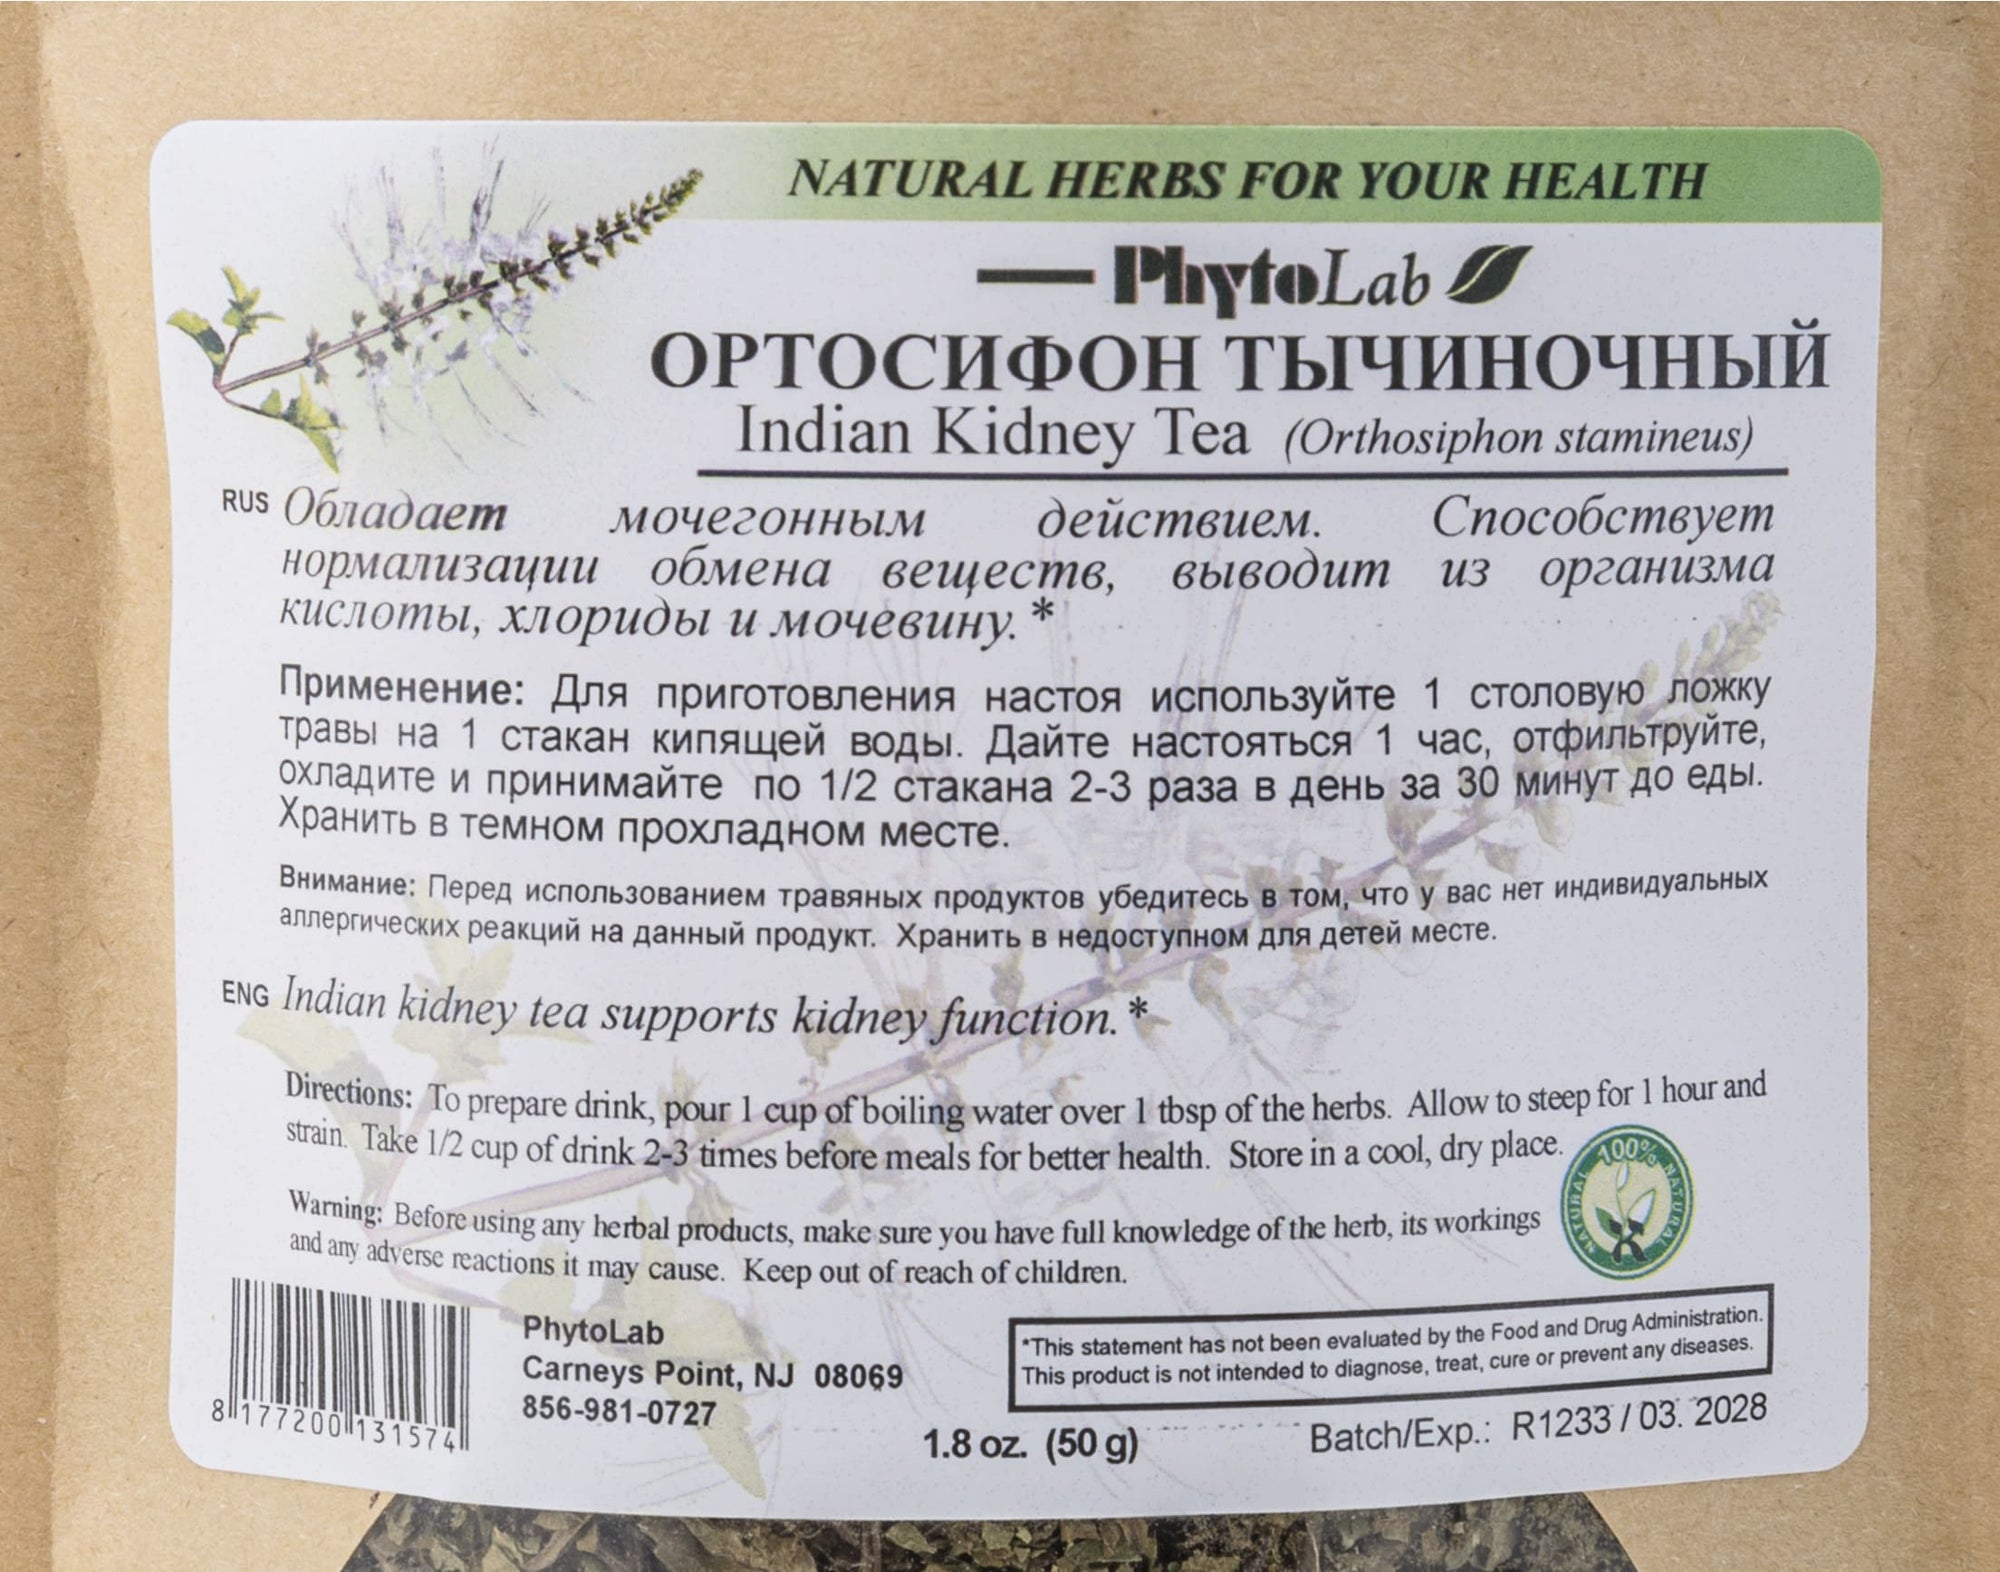 NATURAL HERBS FOR YOUR HEALTH
PhytoLab
ОРТОСИФОН ТЫЧИНОЧНЫЙ
Indian Kidney Tea (Orthosiphon stamineus)
RUS Обладает мочегонным действием. Способствует
нормализации обмена веществ, выводит из организма
кислоты, хлориды и мочевину. *
Применение: Для приготовления настоя используйте 1 столовую ложку
травы на 1 стакан кипящей воды. Дайте настояться 1 час, отфильтруйте,
охладите и принимайте по 1/2 стакана 2-3 раза в день за 30 минут до еды.
Хранить в темном прохладном месте.
Внимание: Перед использованием травяных продуктов убедитесь в том, что у вас нет индивидуальных
аллергических реакций на данный продукт. Хранить в недоступном для детей месте.
ENG Indian kidney tea supports kidney function. *
Directions: To prepare drink, pour 1 cup of boiling water over 1 tbsp of the herbs. Allow to steep for 1 hour and
strain. Take 1/2 cup of drink 2-3 times before meals for better health. Store in a cool, dry place.
100% NATURAL
NATURAL
Warning: Before using any herbal products, make sure you have full knowledge of the herb, its workings
and any adverse reactions it may cause. Keep out of reach of children.
8 177200 131574
PhytoLab
Carneys Point, NJ 08069
856-981-0727
*This statement has not been evaluated by the Food and Drug Administration.
This product is not intended to diagnose, treat, cure or prevent any diseases.
1.8 oz. (50 g)
Batch/Exp.: R1233 / 03. 2028